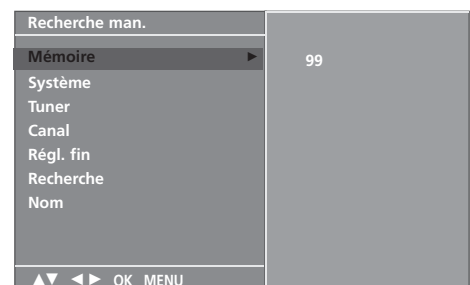 Recherche man.
Mémoire ► 99
Système
Tuner
Canal
Régl. fin
Recherche
Nom
▲▼ ◄► OK MENU